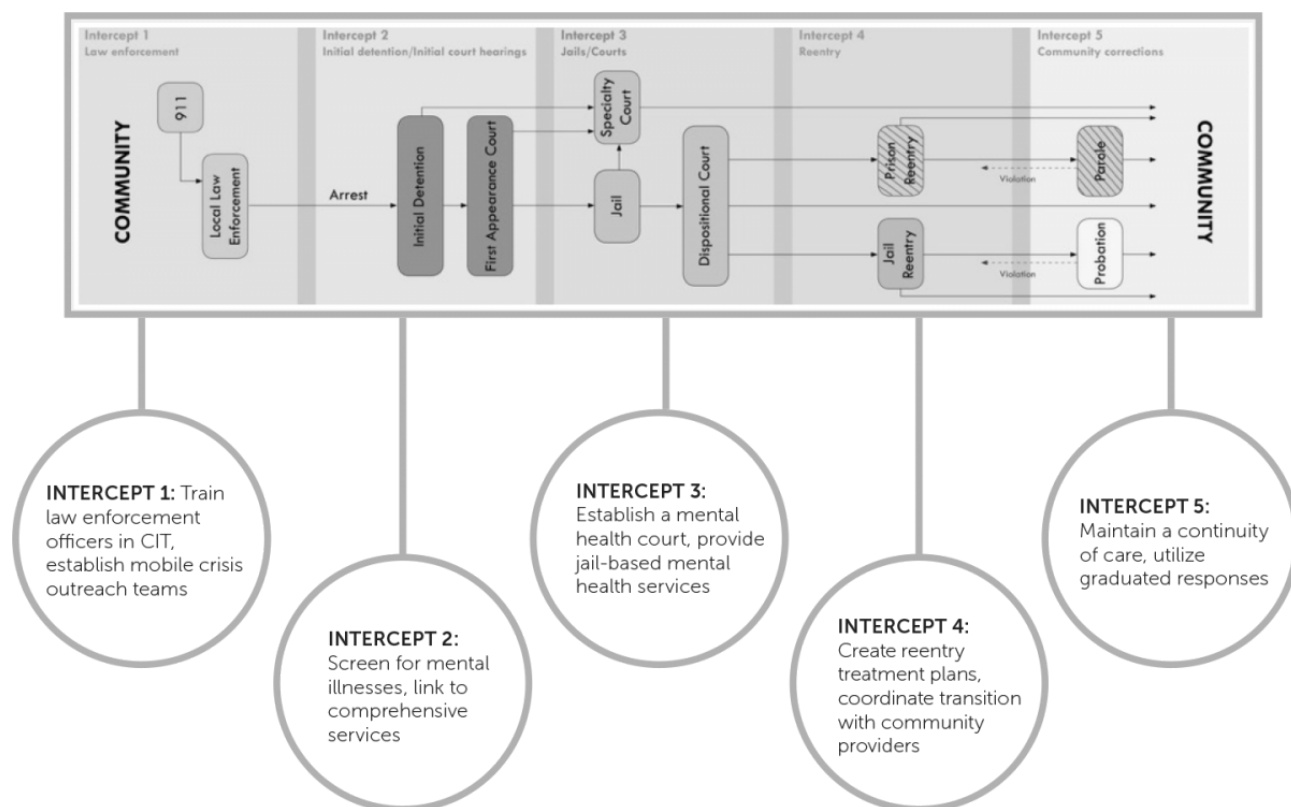 Intercept 1
Law enforcement
Intercept 2
Initial detention/Initial court hearings
Intercept 3
Jails/Courts
Intercept 4
Reentry
Intercept 5
Community corrections
COMMUNITY
911
Local Law
Enforcement
Arrest
Initial Detention
First Appearance Court
Specialty
Court
Jail
Dispositional Court
Prison
Reentry
Violation
Parole
Jail
Reentry
Violation
Probation
COMMUNITY
INTERCEPT 1: Train
law enforcement
officers in CIT,
establish mobile crisis
outreach teams
INTERCEPT 2:
Screen for mental
illnesses, link to
comprehensive
services
INTERCEPT 3:
Establish a mental
health court, provide
jail-based mental
health services
INTERCEPT 4:
Create reentry
treatment plans,
coordinate transition
with community
providers
INTERCEPT 5:
Maintain a continuity
of care, utilize
graduated responses